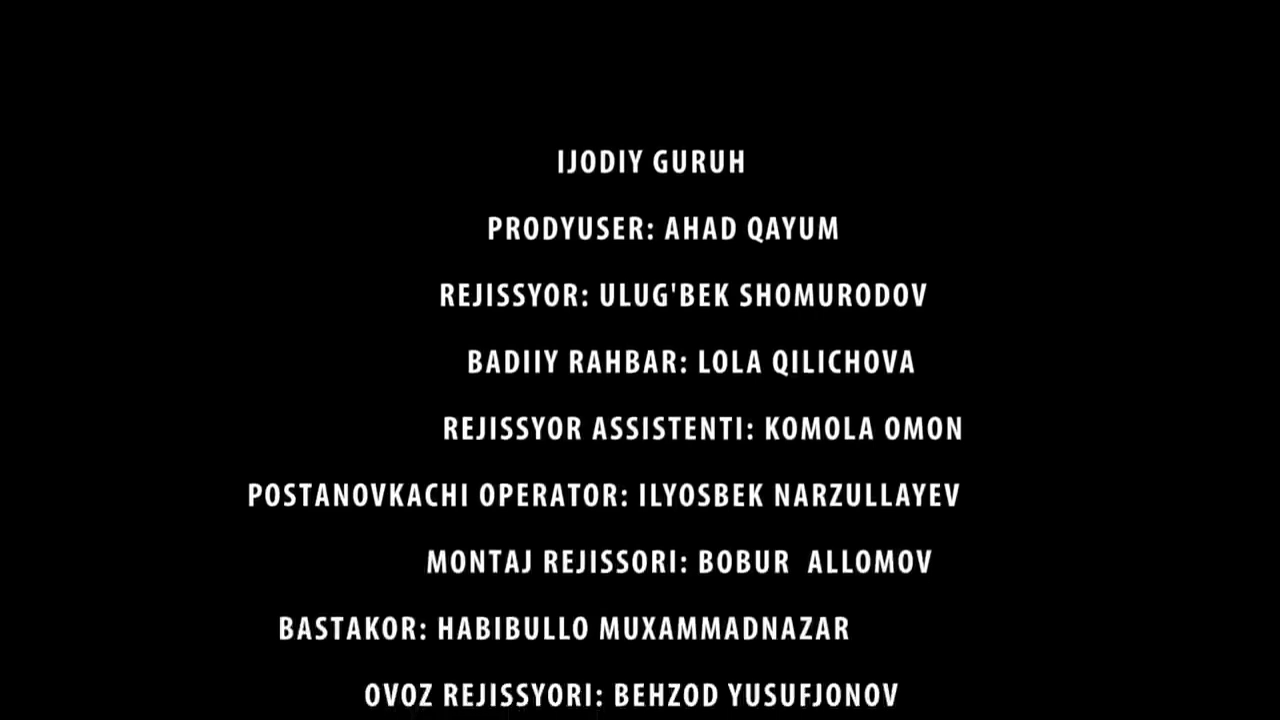 IJODIY GURUH
PRODYUSER: AHAD QAYUM
REJISSYOR: ULUG'BEK SHOMURODOV
BADIIY RAHBAR: LOLA QILICHOVA
REJISSYOR ASSISTENTI: KOMOLA OMON
POSTANOVKACHI OPERATOR: ILYOSBEK NARZULLAYEV
MONTAJ REJISSORI: BOBUR  ALLOMOV
BASTAKOR: HABIBULLO MUXAMMADNAZAR
OVOZ REJISSYORI: BEHZOD YUSUFJONOV